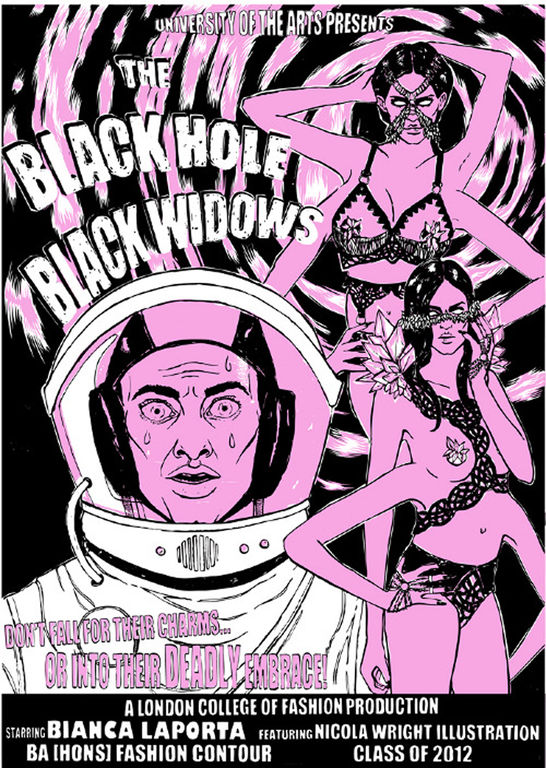 UNIVERSITY OF THE ARTS PRESENTS
THE
BLACK HOLE
BLACK WIDOWS
DON'T FALL FOR THEIR CHARMS...
OR INTO THEIR DEADLY EMBRACE!
A LONDON COLLEGE OF FASHION PRODUCTION
STARRING BIANCA LAPORTA FEATURING NICOLA WRIGHT ILLUSTRATION
BA [HONS] FASHION CONTOUR CLASS OF 2012